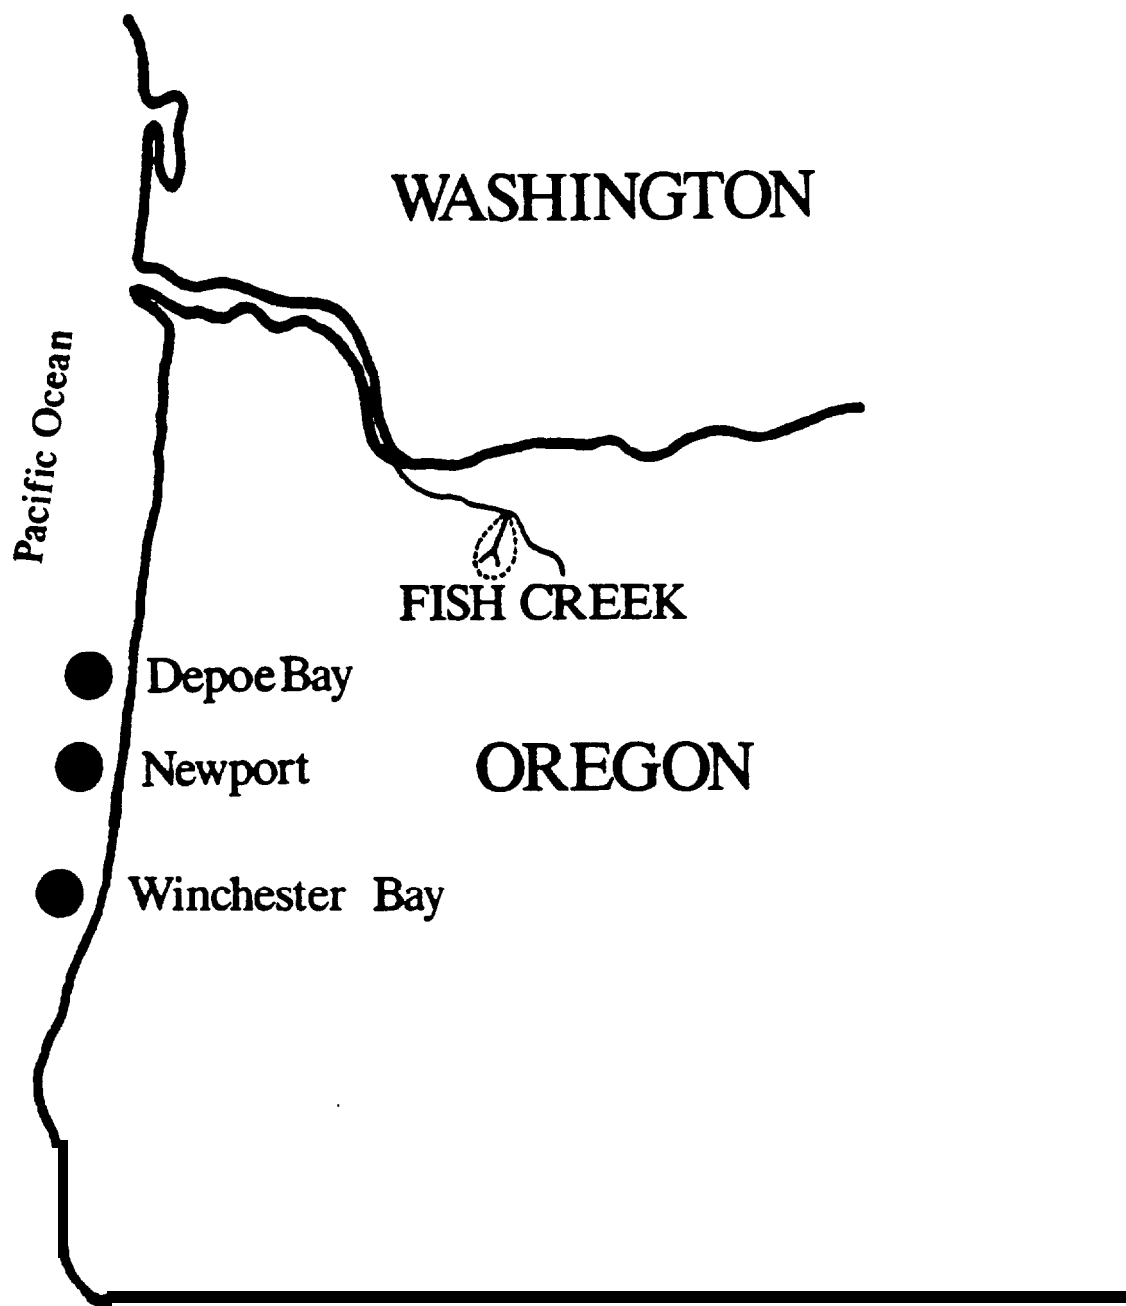 WASHINGTON
Pacific Ocean
FISH CREEK
Depoe Bay
Newport
OREGON
Winchester Bay